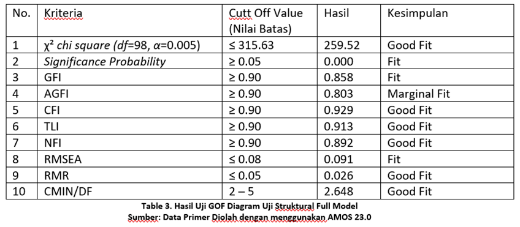 No. Kriteria Cutt Off Value (Nilai Batas) Hasil Kesimpulan
1 χ² chi square (df=98, α=0.005) ≤ 315.63 259.52 Good Fit
2 Significance Probability ≥ 0.05 0.000 Fit
3 GFI ≥ 0.90 0.858 Fit
4 AGFI ≥ 0.90 0.803 Marginal Fit
5 CFI ≥ 0.90 0.929 Good Fit
6 TLI ≥ 0.90 0.913 Good Fit
7 NFI ≥ 0.90 0.892 Good Fit
8 RMSEA ≤ 0.08 0.091 Fit
9 RMR ≤ 0.05 0.026 Good Fit
10 CMIN/DF 2 – 5 2.648 Good Fit
Table 3. Hasil Uji GOF Diagram Uji Struktural Full Model
Sumber: Data Primer Diolah dengan menggunakan AMOS 23.0